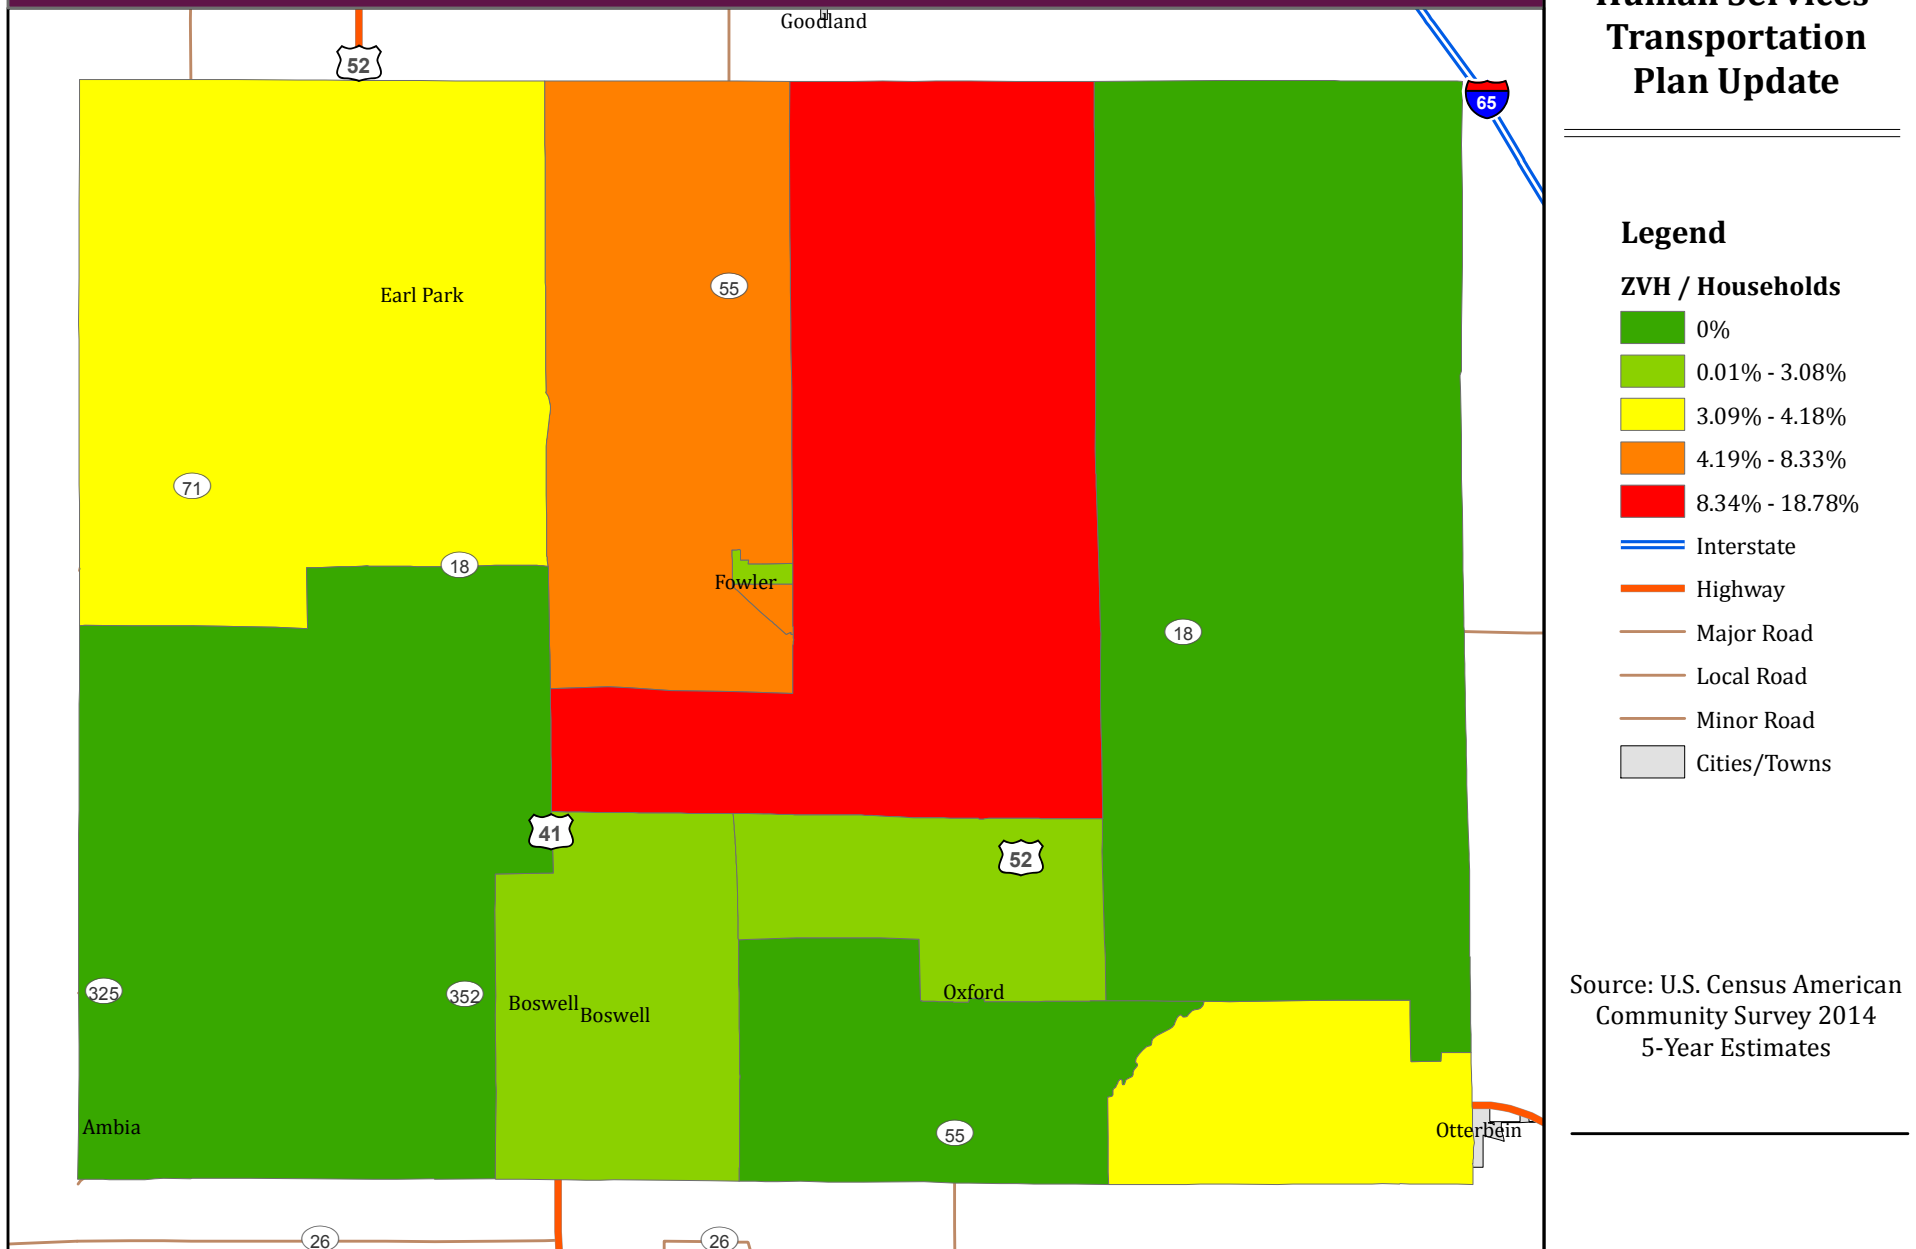 Goodland
52
65
Earl Park
55
71
18
Fowler
18
41
52
325
352
Boswell
Boswell
Oxford
Ambia
55
Otterbein
26
26
Human Services
Transportation
Plan Update
Legend
ZVH / Households
0%
0.01% - 3.08%
3.09% - 4.18%
4.19% - 8.33%
8.34% - 18.78%
Interstate
Highway
Major Road
Local Road
Minor Road
Cities/Towns
Source: U.S. Census American
Community Survey 2014
5-Year Estimates